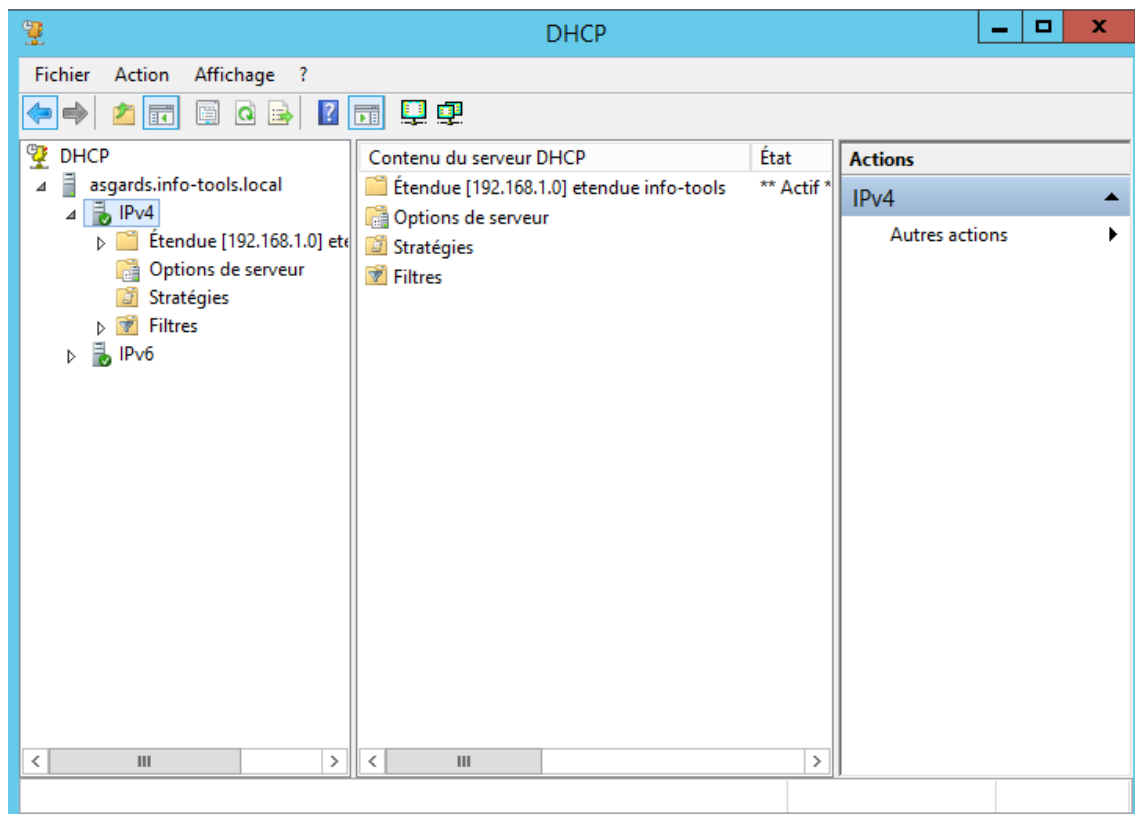 DHCP
Fichier Action Affichage ?
DHCP
asgards.info-tools.local
IPv4
Étendue [192.168.1.0] ete
Options de serveur
Stratégies
Filtres
IPv6
Contenu du serveur DHCP État
Étendue [192.168.1.0] etendue info-tools ** Actif *
Options de serveur
Stratégies
Filtres
Actions
IPv4
Autres actions